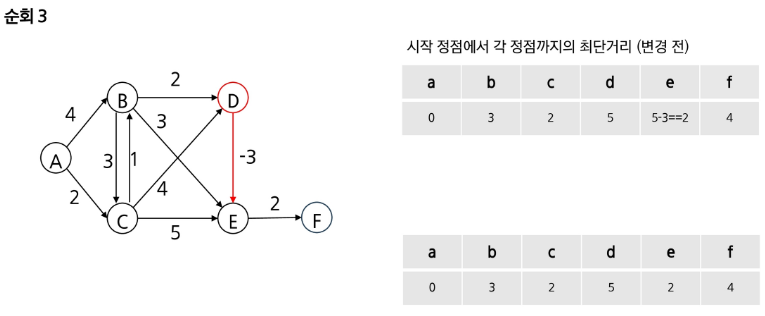 순회 3
시작 정점에서 각 정점까지의 최단거리 (변경 전)
a b c d e f
0 3 2 5 5-3==2 4
2
B D
4 3
A 3 1 -3
2 4 2
C E F
5
a b c d e f
0 3 2 5 2 4